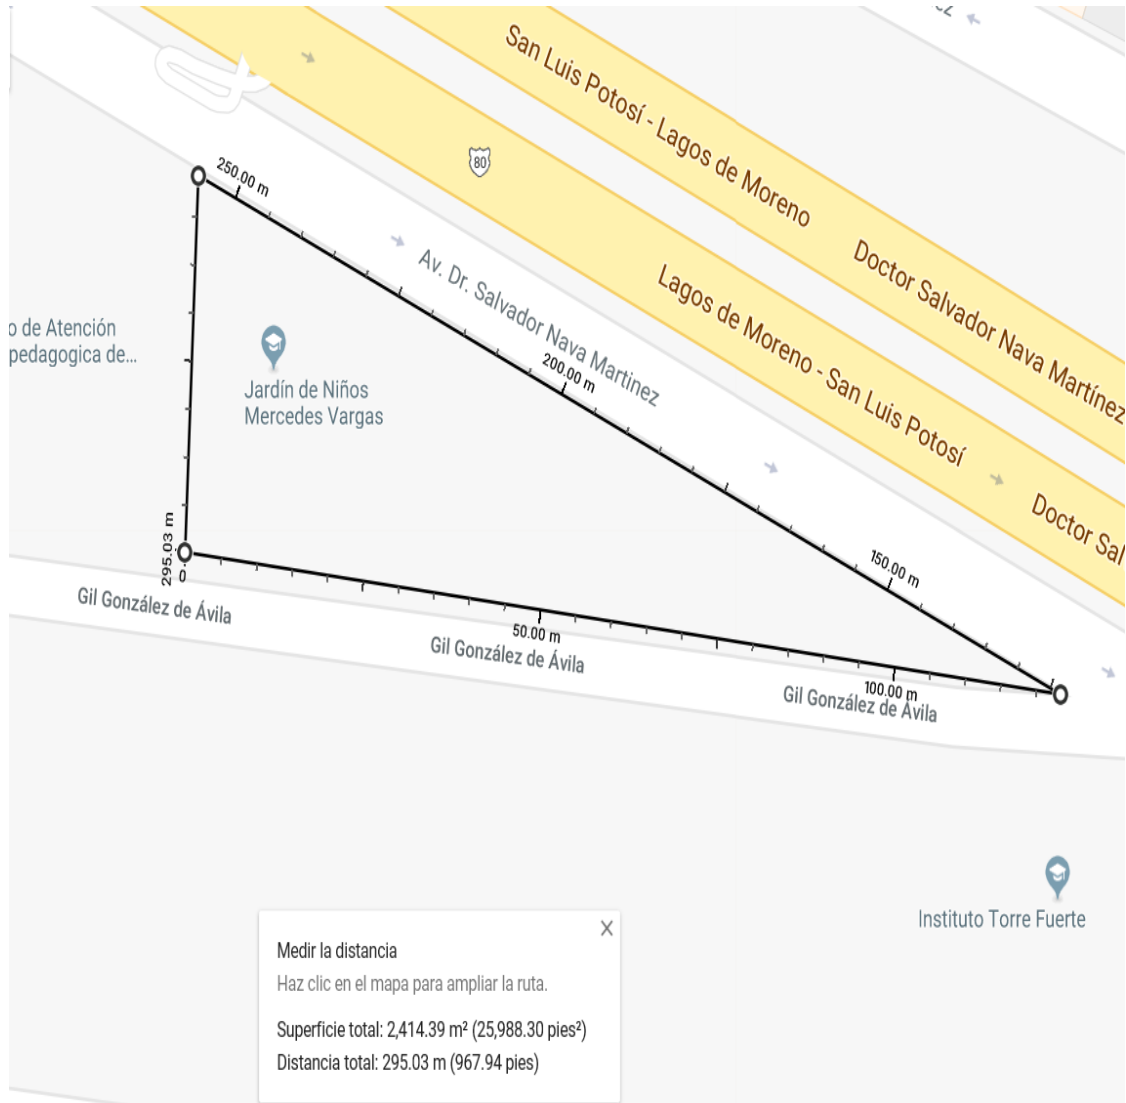 San Luis Potosí - Lagos de Moreno
80
250.00 m
Av. Dr. Salvador Nava Martinez
Doctor Salvador Nava Martínez
Lagos de Moreno - San Luis Potosí
o de Atención
pedagogica de...
Jardín de Niños
Mercedes Vargas
200.00 m
Doctor Sal
150.00 m
295.03 m
0
Gil González de Ávila
50.00 m
Gil González de Ávila
100.00 m
Gil González de Ávila
Instituto Torre Fuerte
Medir la distancia
Haz clic en el mapa para ampliar la ruta.
Superficie total: 2,414.39 m² (25,988.30 pies²)
Distancia total: 295.03 m (967.94 pies)